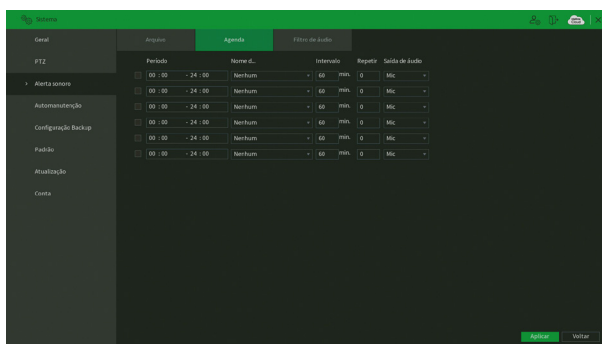 Sistema
Geral
PTZ
Alerta sonoro
Automanutenção
Configuração Backup
Padrão
Atualização
Conta
Arquivo Agenda Filtro de áudio
Período Nome d... Intervalo Repetir Saída de áudio
00 : 00 - 24 : 00 Nenhum 60 min. 0 Mic
00 : 00 - 24 : 00 Nenhum 60 min. 0 Mic
00 : 00 - 24 : 00 Nenhum 60 min. 0 Mic
00 : 00 - 24 : 00 Nenhum 60 min. 0 Mic
00 : 00 - 24 : 00 Nenhum 60 min. 0 Mic
00 : 00 - 24 : 00 Nenhum 60 min. 0 Mic
Aplicar Voltar